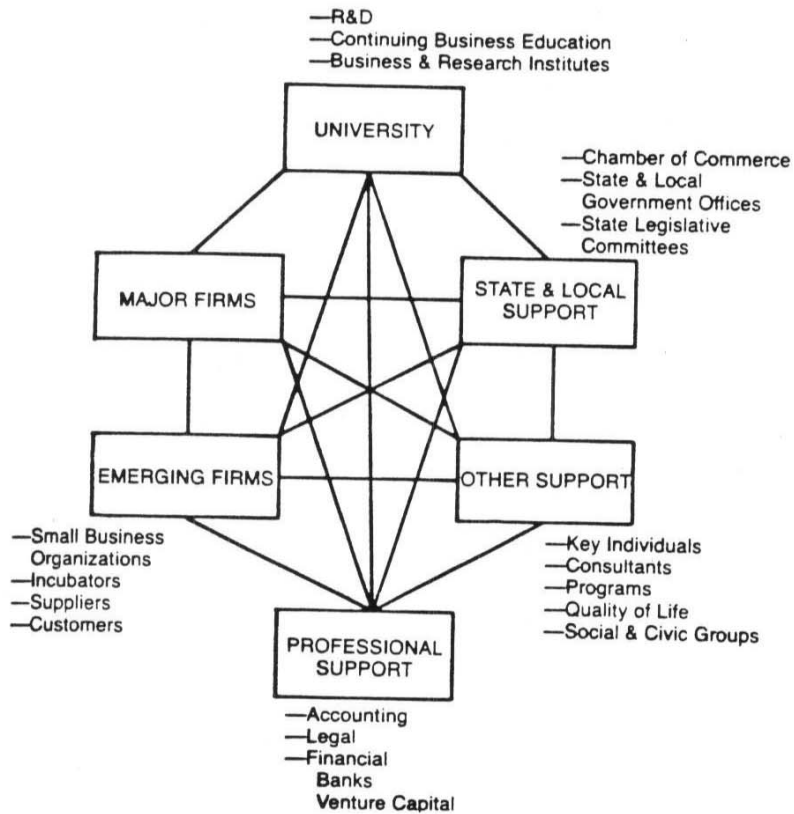 —R&D
—Continuing Business Education
—Business & Research Institutes
UNIVERSITY
—Chamber of Commerce
—State & Local
Government Offices
—State Legislative
Committees
MAJOR FIRMS
STATE & LOCAL
SUPPORT
EMERGING FIRMS
OTHER SUPPORT
—Small Business
Organizations
—Incubators
—Suppliers
—Customers
—Key Individuals
—Consultants
—Programs
—Quality of Life
—Social & Civic Groups
PROFESSIONAL
SUPPORT
—Accounting
—Legal
—Financial
Banks
Venture Capital